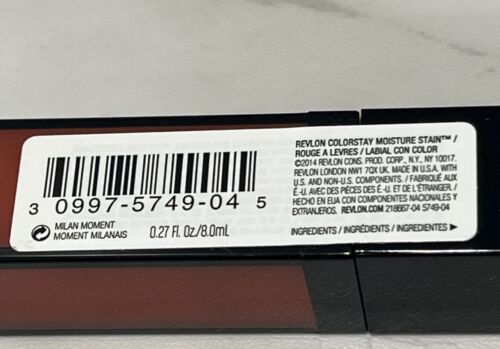 3 0997-5749-04 5
MILAN MOMENT
MOMENT MILANAIS
0.27 Fl. Oz/8.0mL
REVLON COLORSTAY MOISTURE STAIN™ /
ROUGE A LEVRES / LABIAL CON COLOR
©2014 REVLON CONS. PROD. CORP., N.Y., NY 10017.
REVLON LONDON NW1 7QX UK. MADE IN U.S.A. WITH
U.S. AND NON-U.S. COMPONENTS. / FABRIQUÉ AUX
É.U. AVEC DES PIÈCES DES É.-U. ET DE L'ÉTRANGER. /
HECHO EN EUA CON COMPONENTES NACIONALES Y
EXTRANJEROS. REVLON.COM 218667-04 5749-04
INGREDIENTS / INGRÉDIENTS / INGREDIENTES ►